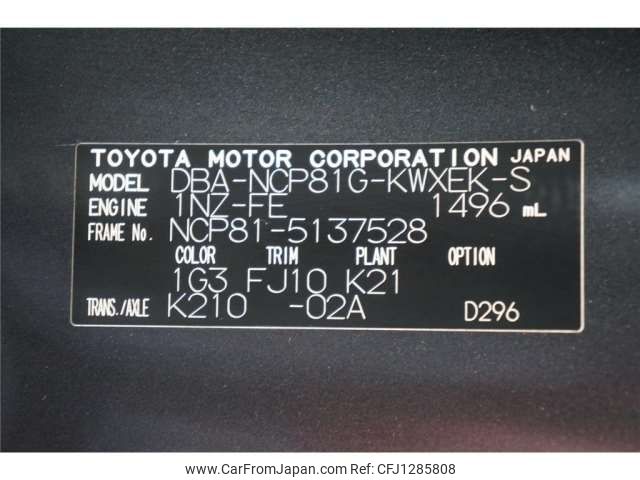 TOYOTA MOTOR CORPORATION JAPAN
MODEL DBA-NCP81G-KWXEK-S
ENGINE 1NZ-FE 1496 mL
FRAME No. NCP81-5137528
COLOR TRIM PLANT OPTION
1G3 FJ10 K21
TRANS./AXLE K210 -02A D296
www.CarFromJapan.com Ref No.CFJ1285808